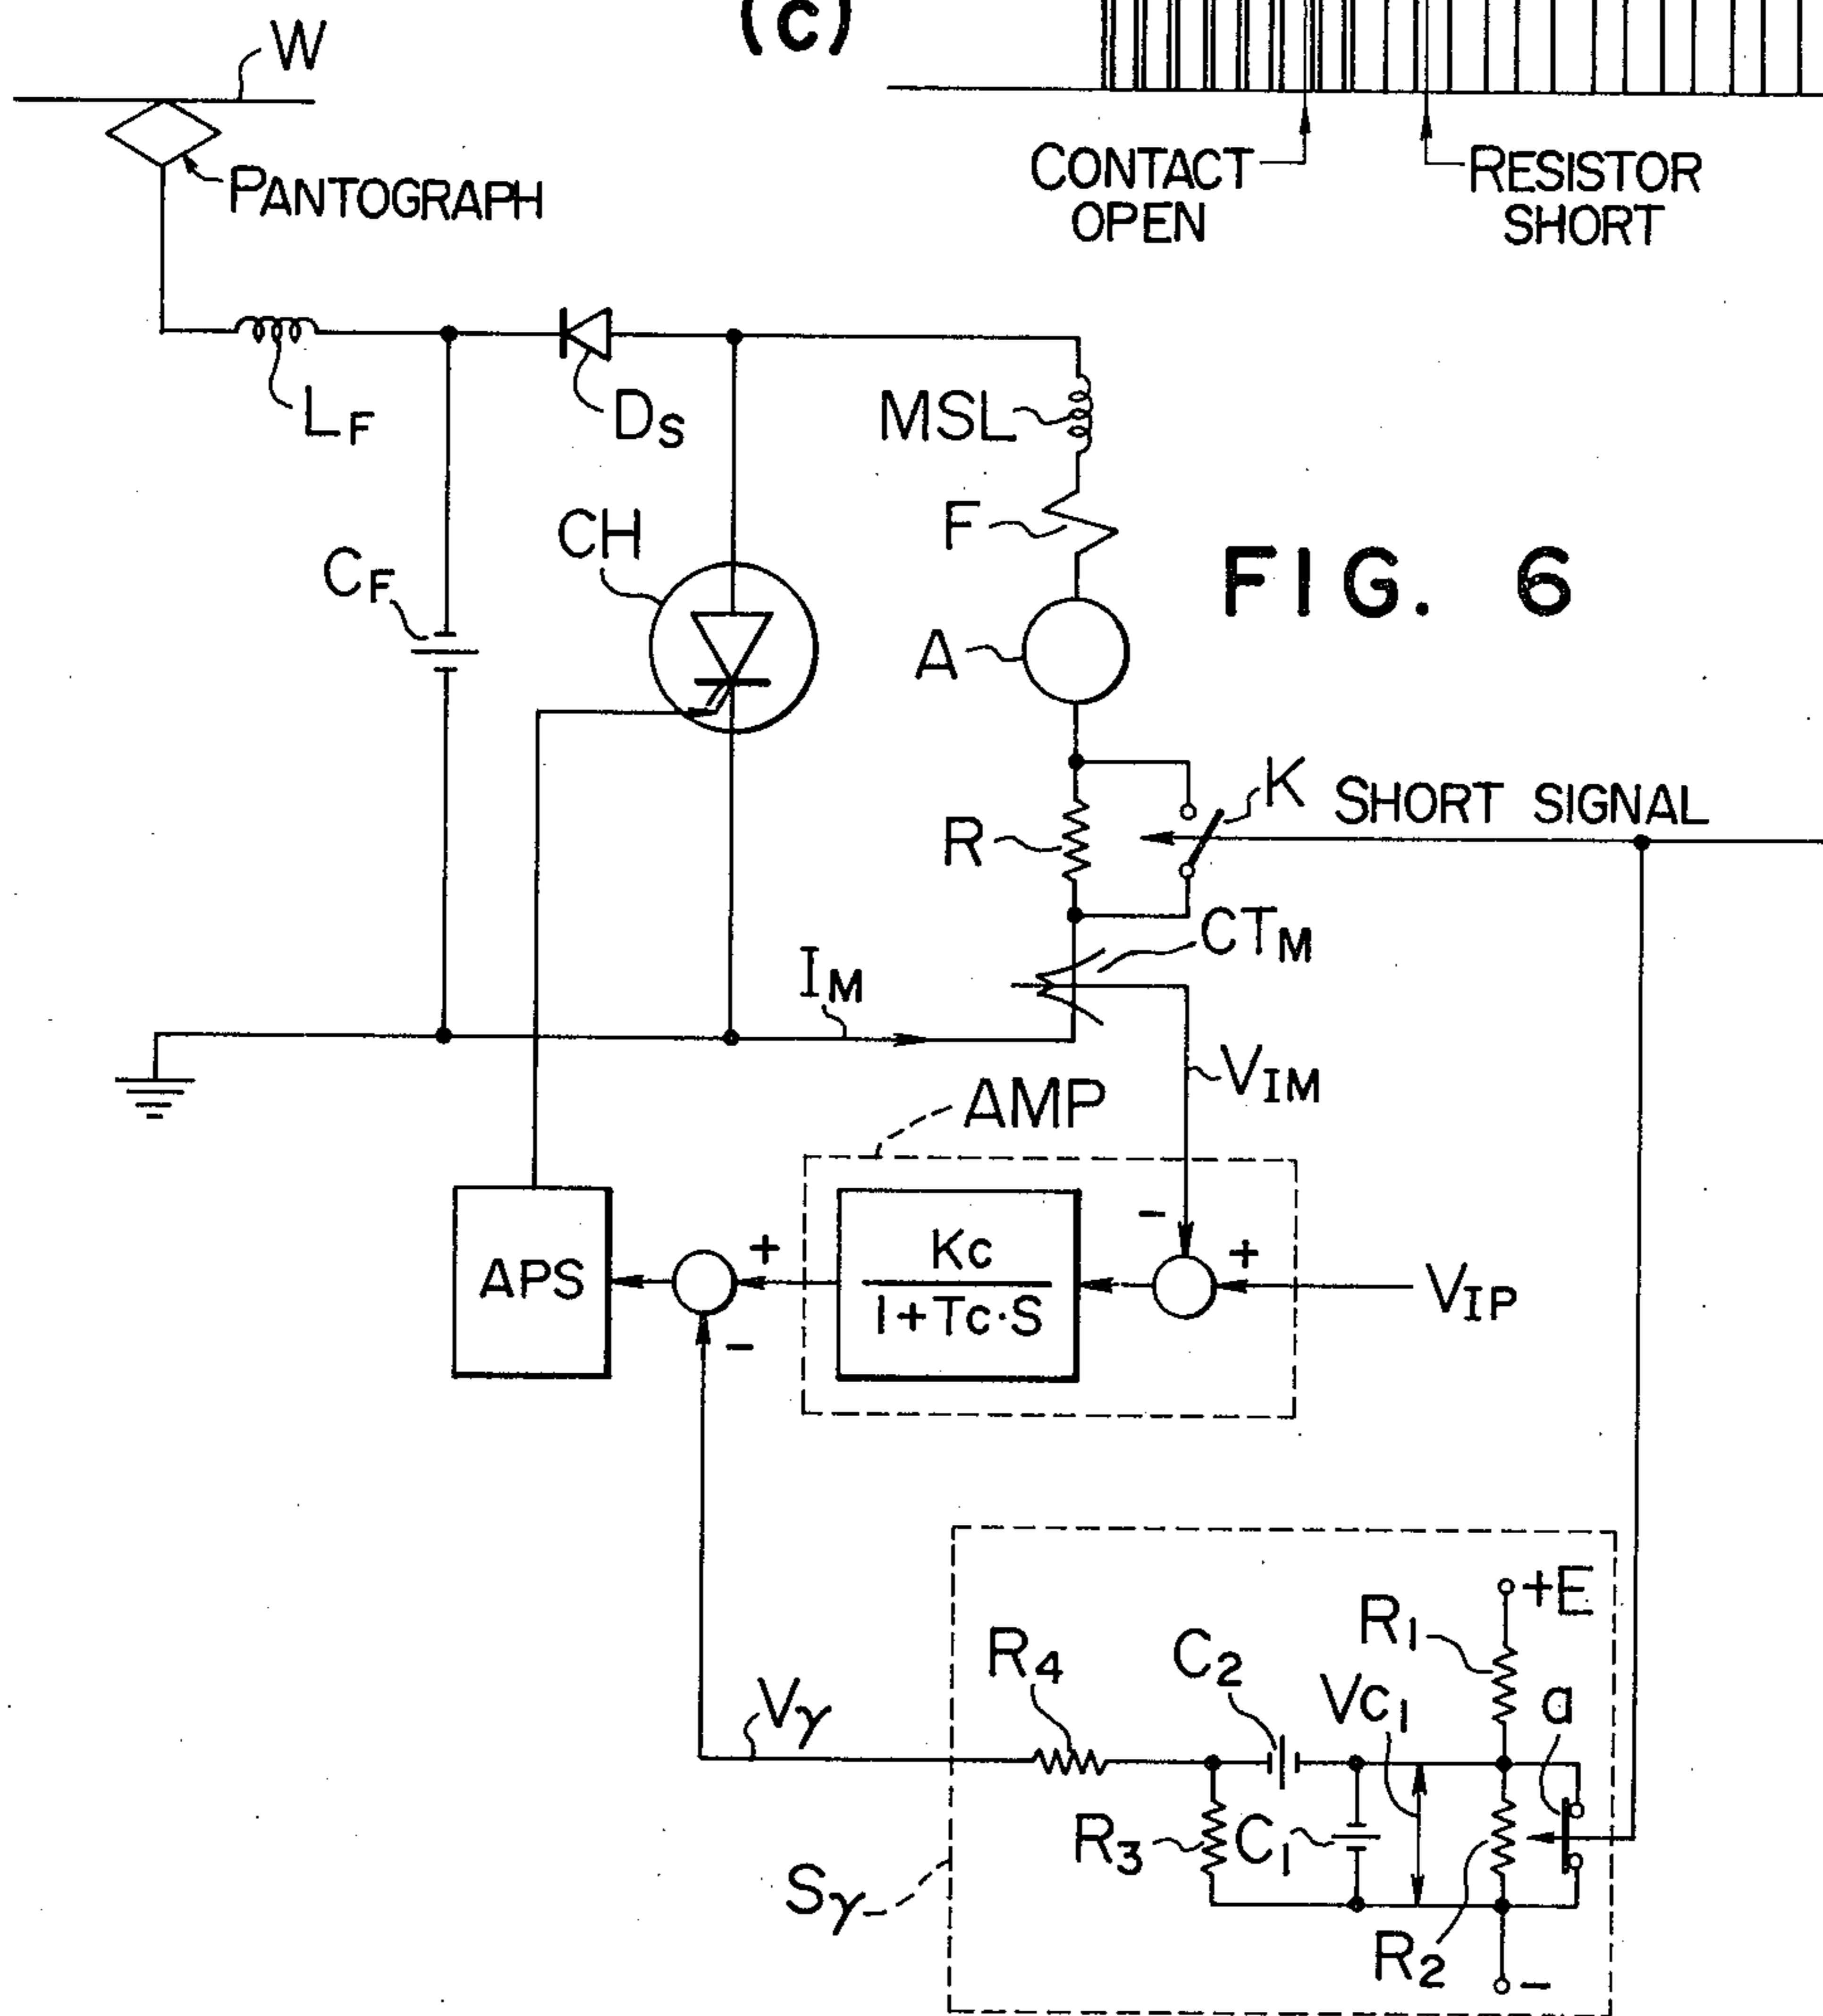 (c)
W
PANTOGRAPH
CONTACT
OPEN
RESISTOR
SHORT
LF
DS
MSL
F
CH
CF
FIG. 6
A
K
SHORT SIGNAL
R
CTM
IM
VIM
AMP
-
+
Kc
+
APS
1+Tc·S
VIP
-
+E
R1
R4
C2
Vc1
a
Vγ
R3
C1
Sγ
R2
-